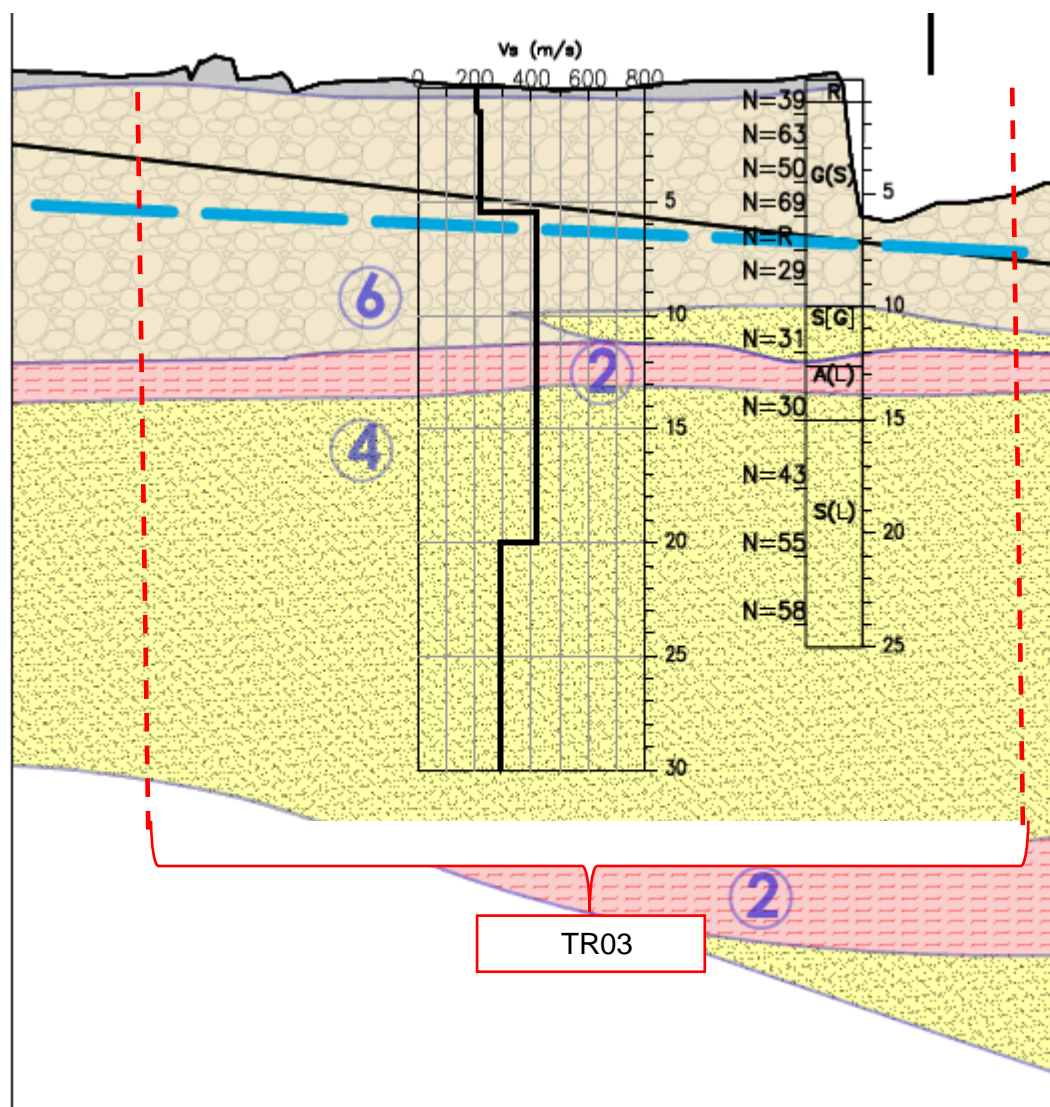 Vs (m/s)
0 200 400 600 800
R
N=39
N=63
N=50
G(S)
5
N=69
5
N=R
N=29
6
10
10
S[G]
N=31
2
A(L)
N=30
15
15
4
N=43
S(L)
20
20
N=55
N=58
25
25
30
2
TR03